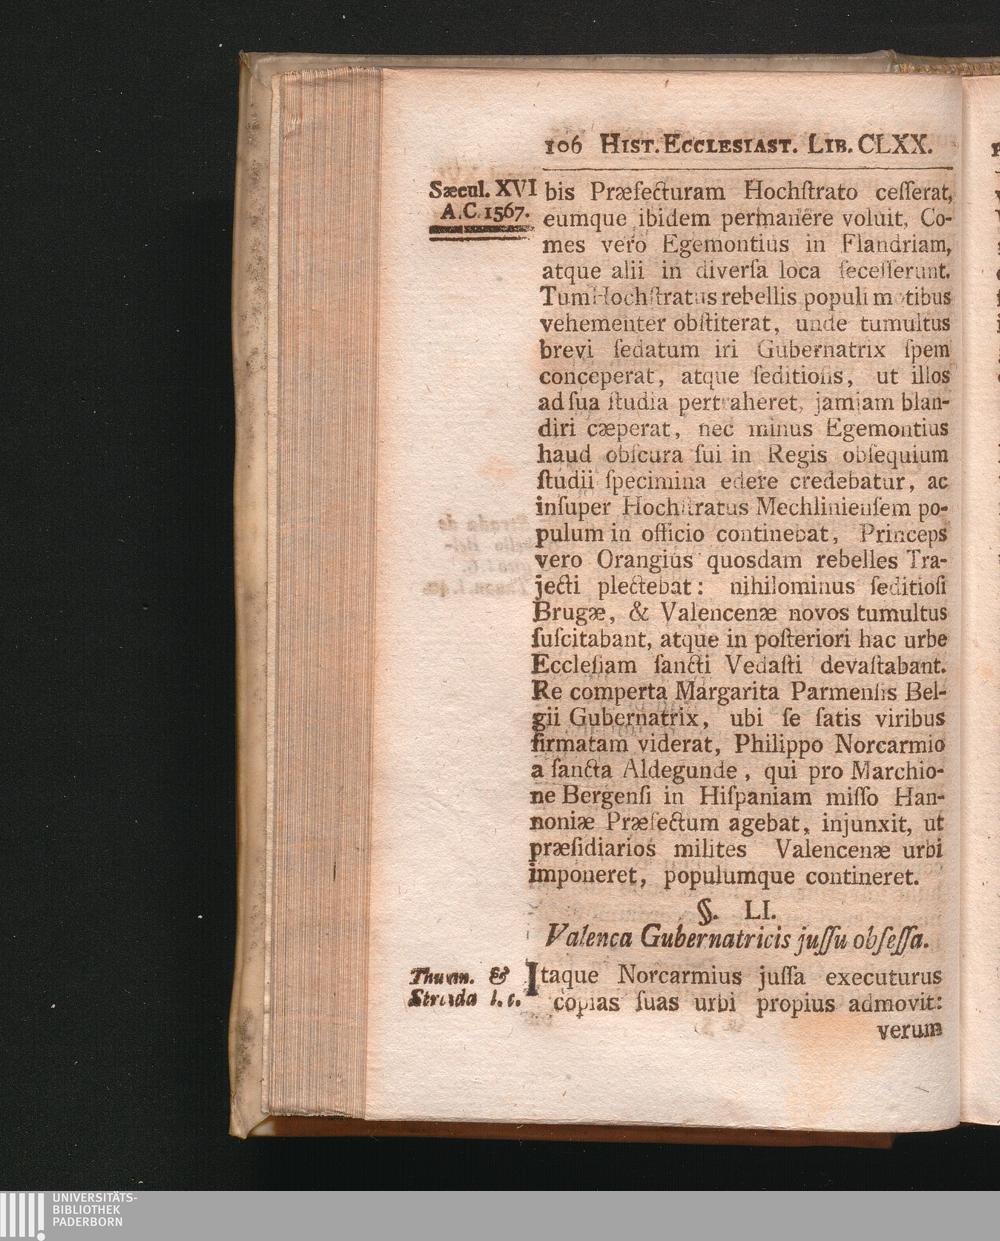 106 HIST. ECCLESIAST. LIB. CLXX.
Sæcul. XVI
A.C. 1567.
bis Præfecturam Hochſtrato ceſſerat,
eumque ibidem permanere voluit, Co-
mes vero Egemontius in Flandriam,
atque alii in diverſa loca ſeceſſerunt.
Tum Hochſtratus rebellis populi motibus
vehementer obſtiterat, unde tumultus
brevi ſedatum iri Gubernatrix ſpem
conceperat, atque ſeditioſis, ut illos
ad ſua ſtudia pertraheret, jamjam blan-
diri cæperat, nec minus Egemontius
haud obſcura ſui in Regis obſequium
ſtudii ſpecimina edere credebatur, ac
inſuper Hochſtratus Mechlinienſem po-
pulum in officio continebat, Princeps
vero Orangius quosdam rebelles Tra-
jecti plectebat: nihilominus ſeditioſi
Brugæ, & Valencenæ novos tumultus
ſuſcitabant, atque in poſteriori hac urbe
Eccleſiam ſancti Vedaſti devaſtabant.
Re comperta Margarita Parmenſis Bel-
gii Gubernatrix, ubi ſe ſatis viribus
firmatam viderat, Philippo Norcarmio
a ſancta Aldegunde, qui pro Marchio-
ne Bergenſi in Hiſpaniam miſſo Han-
noniæ Præfectum agebat, injunxit, ut
præſidiarios milites Valencenæ urbi
imponeret, populumque contineret.
§. LI.
Valenca Gubernatricis juſſu obſeſſa.
Thuan. &
Strada l. c.
Itaque Norcarmius juſſa executurus
copias ſuas urbi propius admovit:
verum
UNIVERSITÄTS-
BIBLIOTHEK
PADERBORN